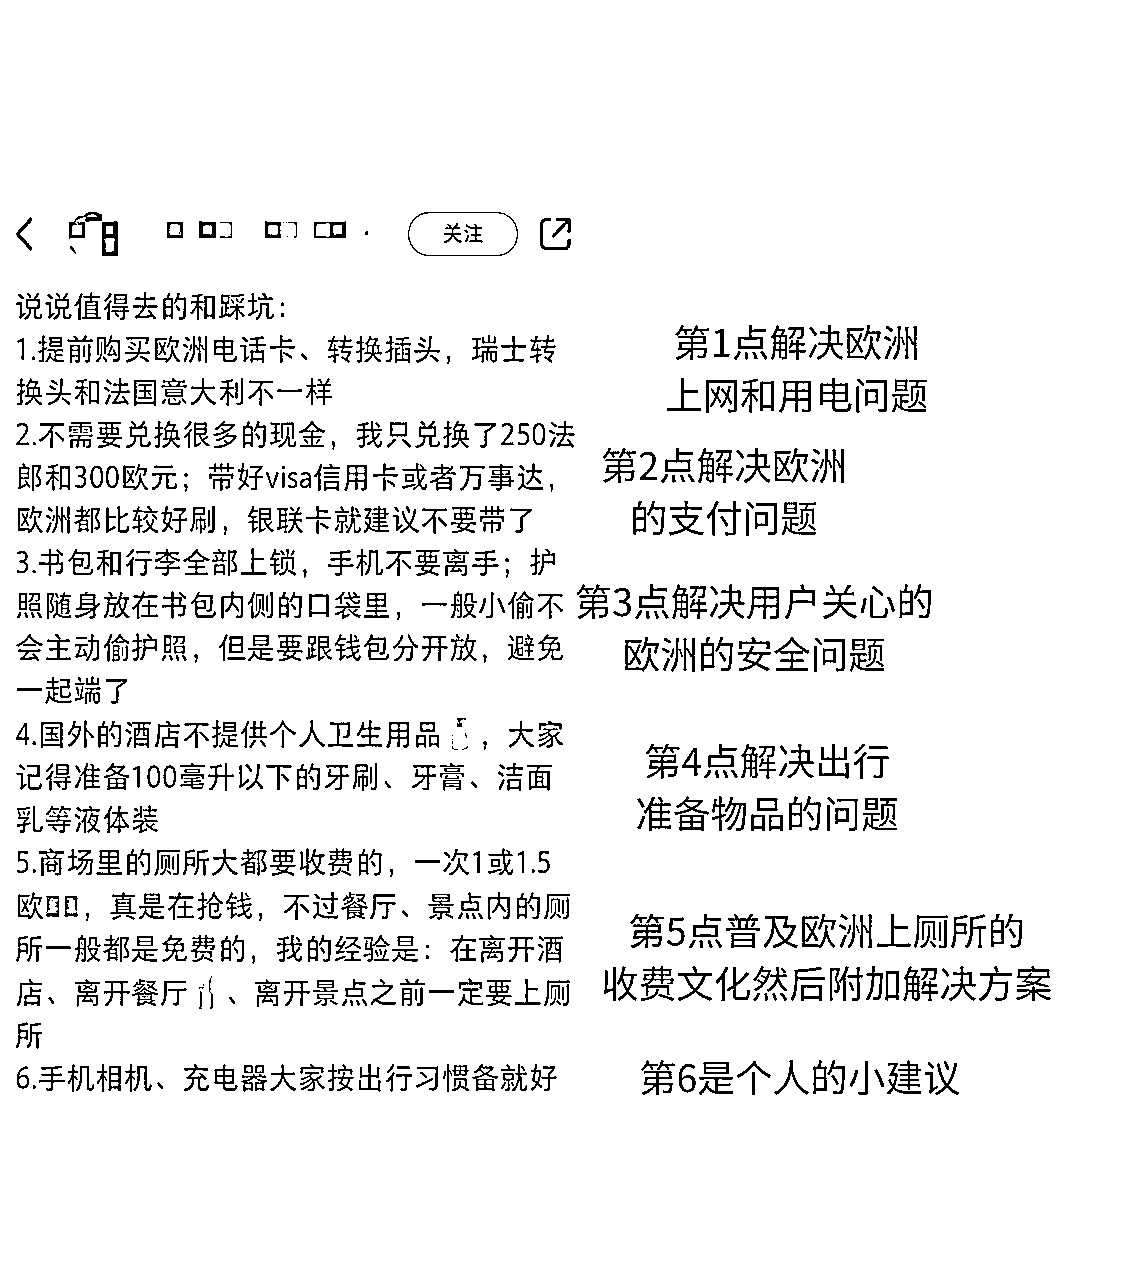 关注
说说值得去的和踩坑：
1.提前购买欧洲电话卡、转换插头，瑞士转
换头和法国意大利不一样
2.不需要兑换很多的现金，我只兑换了250法
郎和300欧元；带好visa信用卡或者万事达，
欧洲都比较好刷，银联卡就建议不要带了
3.书包和行李全部上锁，手机不要离手；护
照随身放在书包内侧的口袋里，一般小偷不
会主动偷护照，但是要跟钱包分开放，避免
一起端了
4.国外的酒店不提供个人卫生用品，大家
记得准备100毫升以下的牙刷、牙膏、洁面
乳等液体装
5.商场里的厕所大都要收费的，一次1或1.5
欧，真是在抢钱，不过餐厅、景点内的厕
所一般都是免费的，我的经验是：在离开酒
店、离开餐厅、离开景点之前一定要上厕
所
6.手机相机、充电器大家按出行习惯备就好
第1点解决欧洲
上网和用电问题
第2点解决欧洲
的支付问题
第3点解决用户关心的
欧洲的安全问题
第4点解决出行
准备物品的问题
第5点普及欧洲上厕所的
收费文化然后附加解决方案
第6是个人的小建议